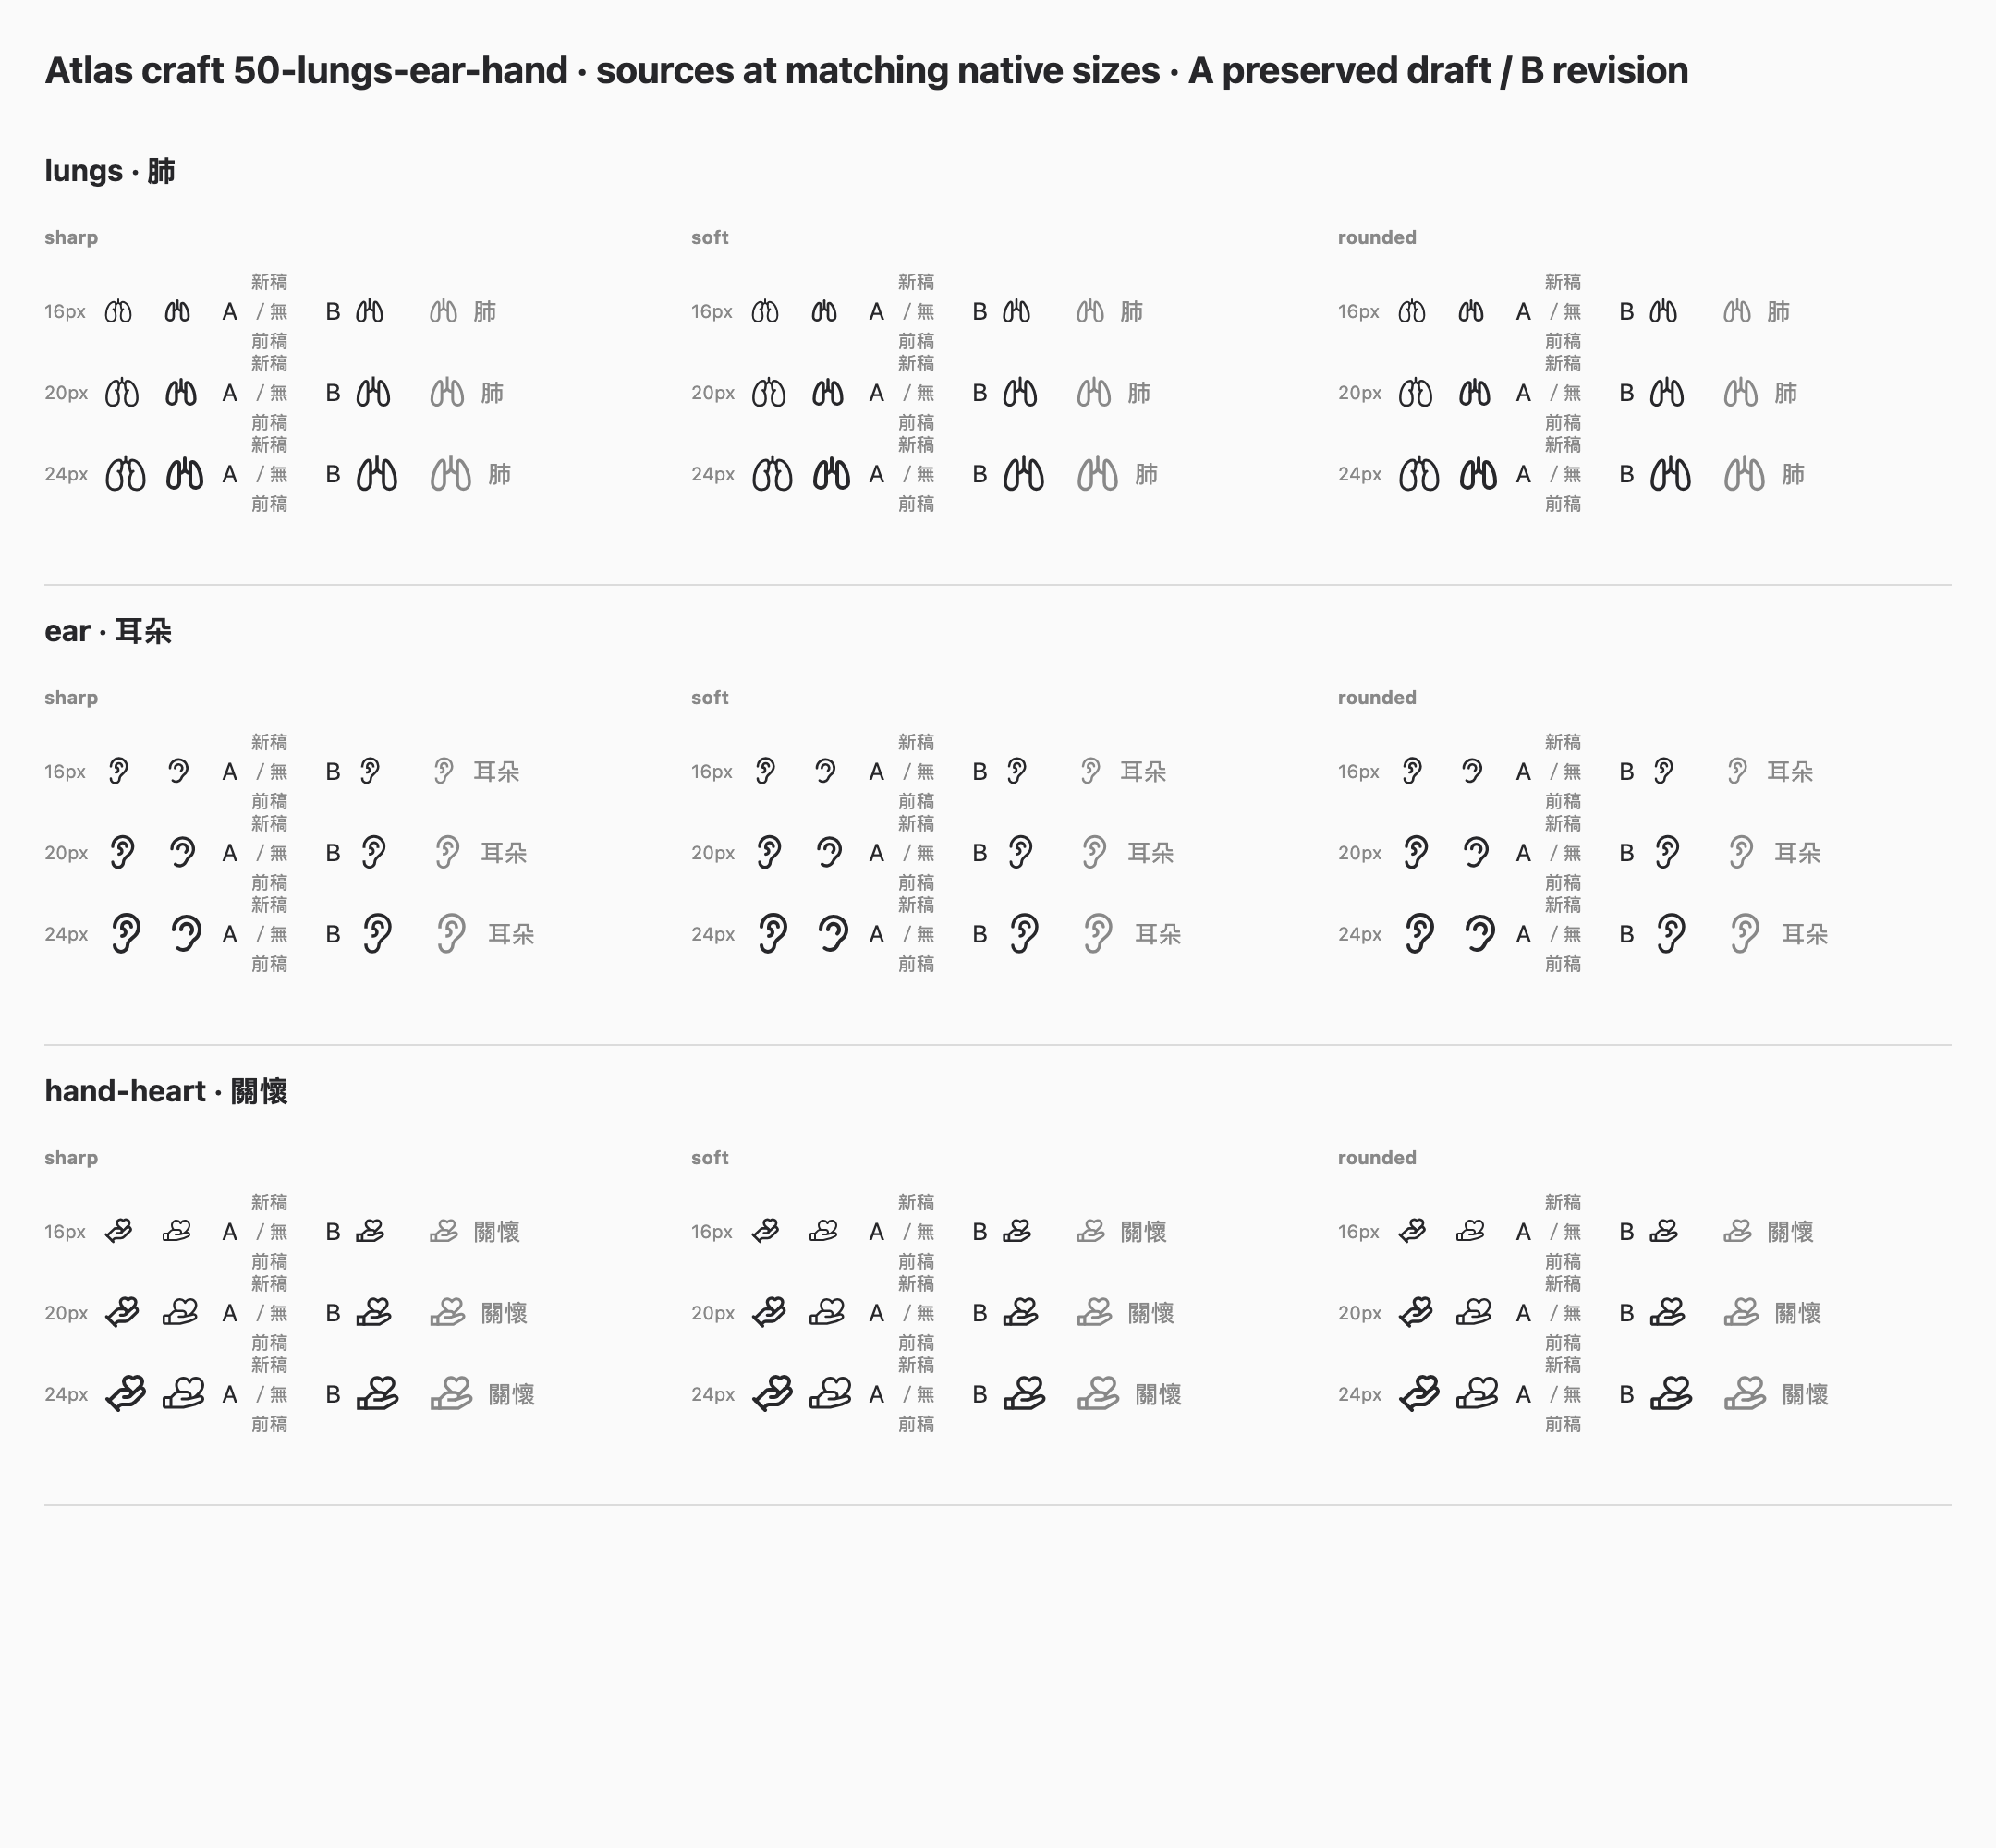 Atlas craft 50-lungs-ear-hand · sources at matching native sizes · A preserved draft / B revision
lungs · 肺
sharp
soft
rounded
16px A 新稿 / 無 前稿 B 肺
16px A 新稿 / 無 前稿 B 肺
16px A 新稿 / 無 前稿 B 肺
20px A 新稿 / 無 前稿 B 肺
20px A 新稿 / 無 前稿 B 肺
20px A 新稿 / 無 前稿 B 肺
24px A 新稿 / 無 前稿 B 肺
24px A 新稿 / 無 前稿 B 肺
24px A 新稿 / 無 前稿 B 肺
ear · 耳朵
sharp
soft
rounded
16px A 新稿 / 無 前稿 B 耳朵
16px A 新稿 / 無 前稿 B 耳朵
16px A 新稿 / 無 前稿 B 耳朵
20px A 新稿 / 無 前稿 B 耳朵
20px A 新稿 / 無 前稿 B 耳朵
20px A 新稿 / 無 前稿 B 耳朵
24px A 新稿 / 無 前稿 B 耳朵
24px A 新稿 / 無 前稿 B 耳朵
24px A 新稿 / 無 前稿 B 耳朵
hand-heart · 關懷
sharp
soft
rounded
16px A 新稿 / 無 前稿 B 關懷
16px A 新稿 / 無 前稿 B 關懷
16px A 新稿 / 無 前稿 B 關懷
20px A 新稿 / 無 前稿 B 關懷
20px A 新稿 / 無 前稿 B 關懷
20px A 新稿 / 無 前稿 B 關懷
24px A 新稿 / 無 前稿 B 關懷
24px A 新稿 / 無 前稿 B 關懷
24px A 新稿 / 無 前稿 B 關懷